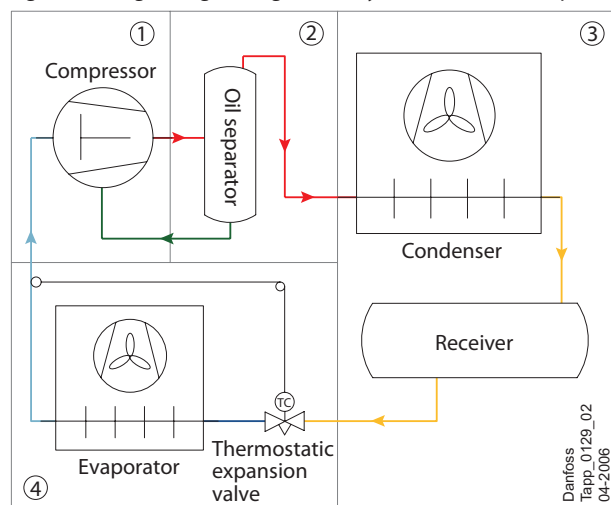 ①
②
③
Compressor
Oil separator
Condenser
Receiver
TC
Evaporator
Thermostatic
expansion
valve
④
Danfoss
Tapp_0129_02
04-2006